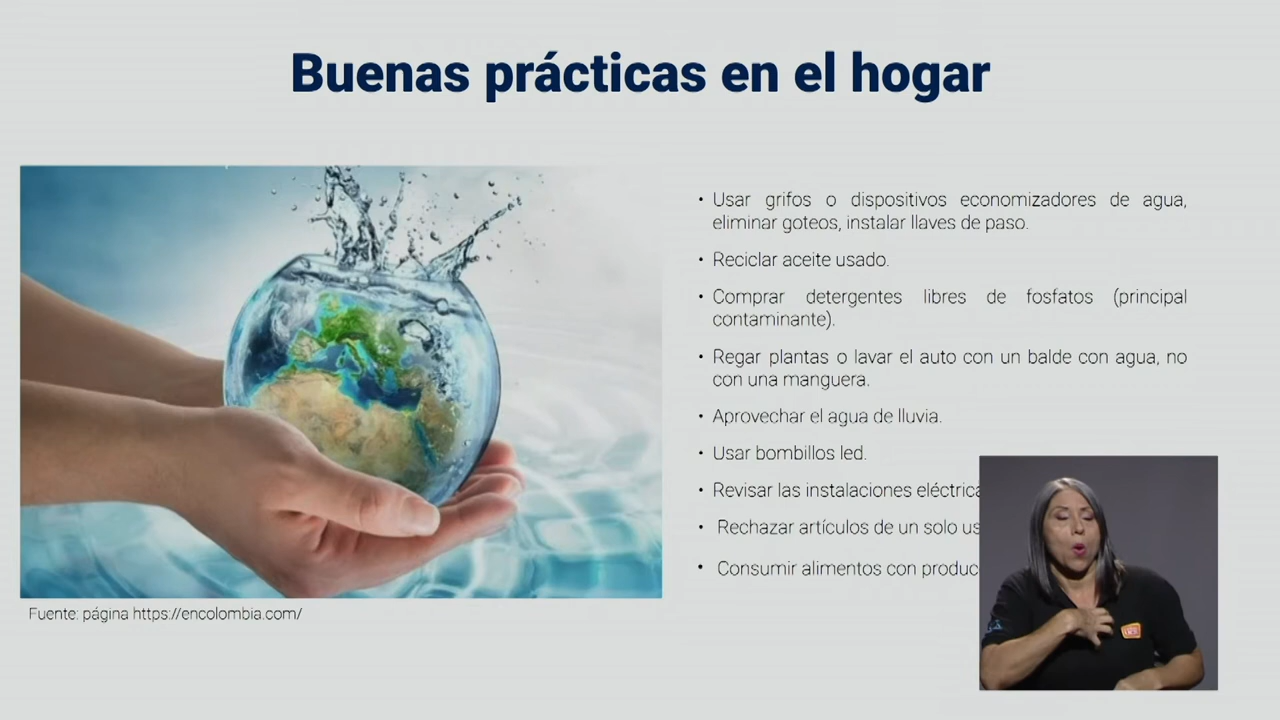 Buenas prácticas en el hogar
• Usar grifos o dispositivos economizadores de agua,
eliminar goteos, instalar llaves de paso.
• Reciclar aceite usado.
• Comprar detergentes libres de fosfatos (principal
contaminante).
• Regar plantas o lavar el auto con un balde con agua, no
con una manguera.
• Aprovechar el agua de lluvia.
• Usar bombillos led.
• Revisar las instalaciones
• Rechazar artículos de un solo
• Consumir alimentos con
Fuente: página https://encolombia.com/